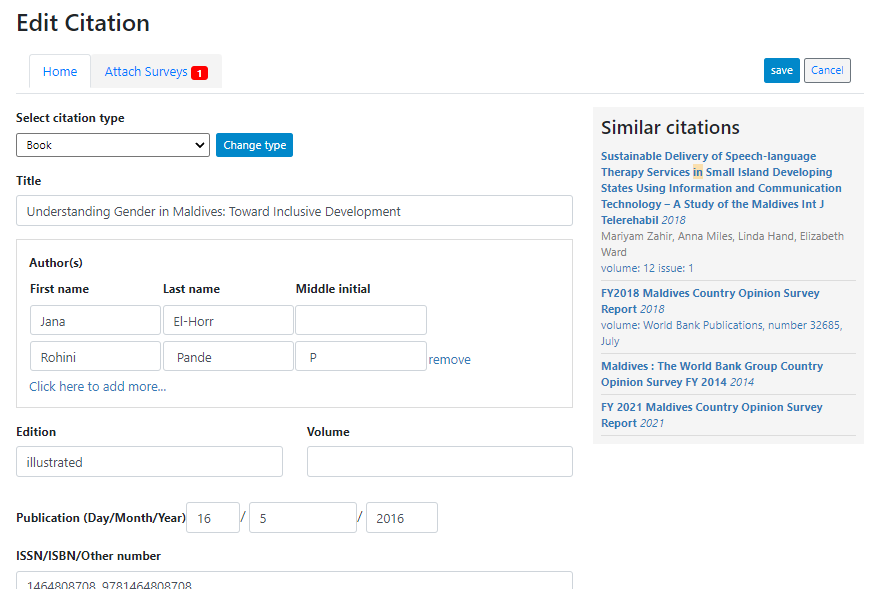 Edit Citation
Home
Attach Surveys 1
save
Cancel
Select citation type
Book
Change type
Title
Understanding Gender in Maldives: Toward Inclusive Development
Author(s)
First name Last name Middle initial
Jana El-Horr
Rohini Pande P remove
Click here to add more...
Edition Volume
illustrated
Publication (Day/Month/Year) 16 / 5 / 2016
ISSN/ISBN/Other number
1464808708, 9781464808708
Similar citations
Sustainable Delivery of Speech-language
Therapy Services in Small Island Developing
States Using Information and Communication
Technology – A Study of the Maldives Int J
Telerehabil 2018
Mariyam Zahir, Anna Miles, Linda Hand, Elizabeth
Ward
volume: 12 issue: 1
FY2018 Maldives Country Opinion Survey
Report 2018
volume: World Bank Publications, number 32685,
July
Maldives : The World Bank Group Country
Opinion Survey FY 2014 2014
FY 2021 Maldives Country Opinion Survey
Report 2021